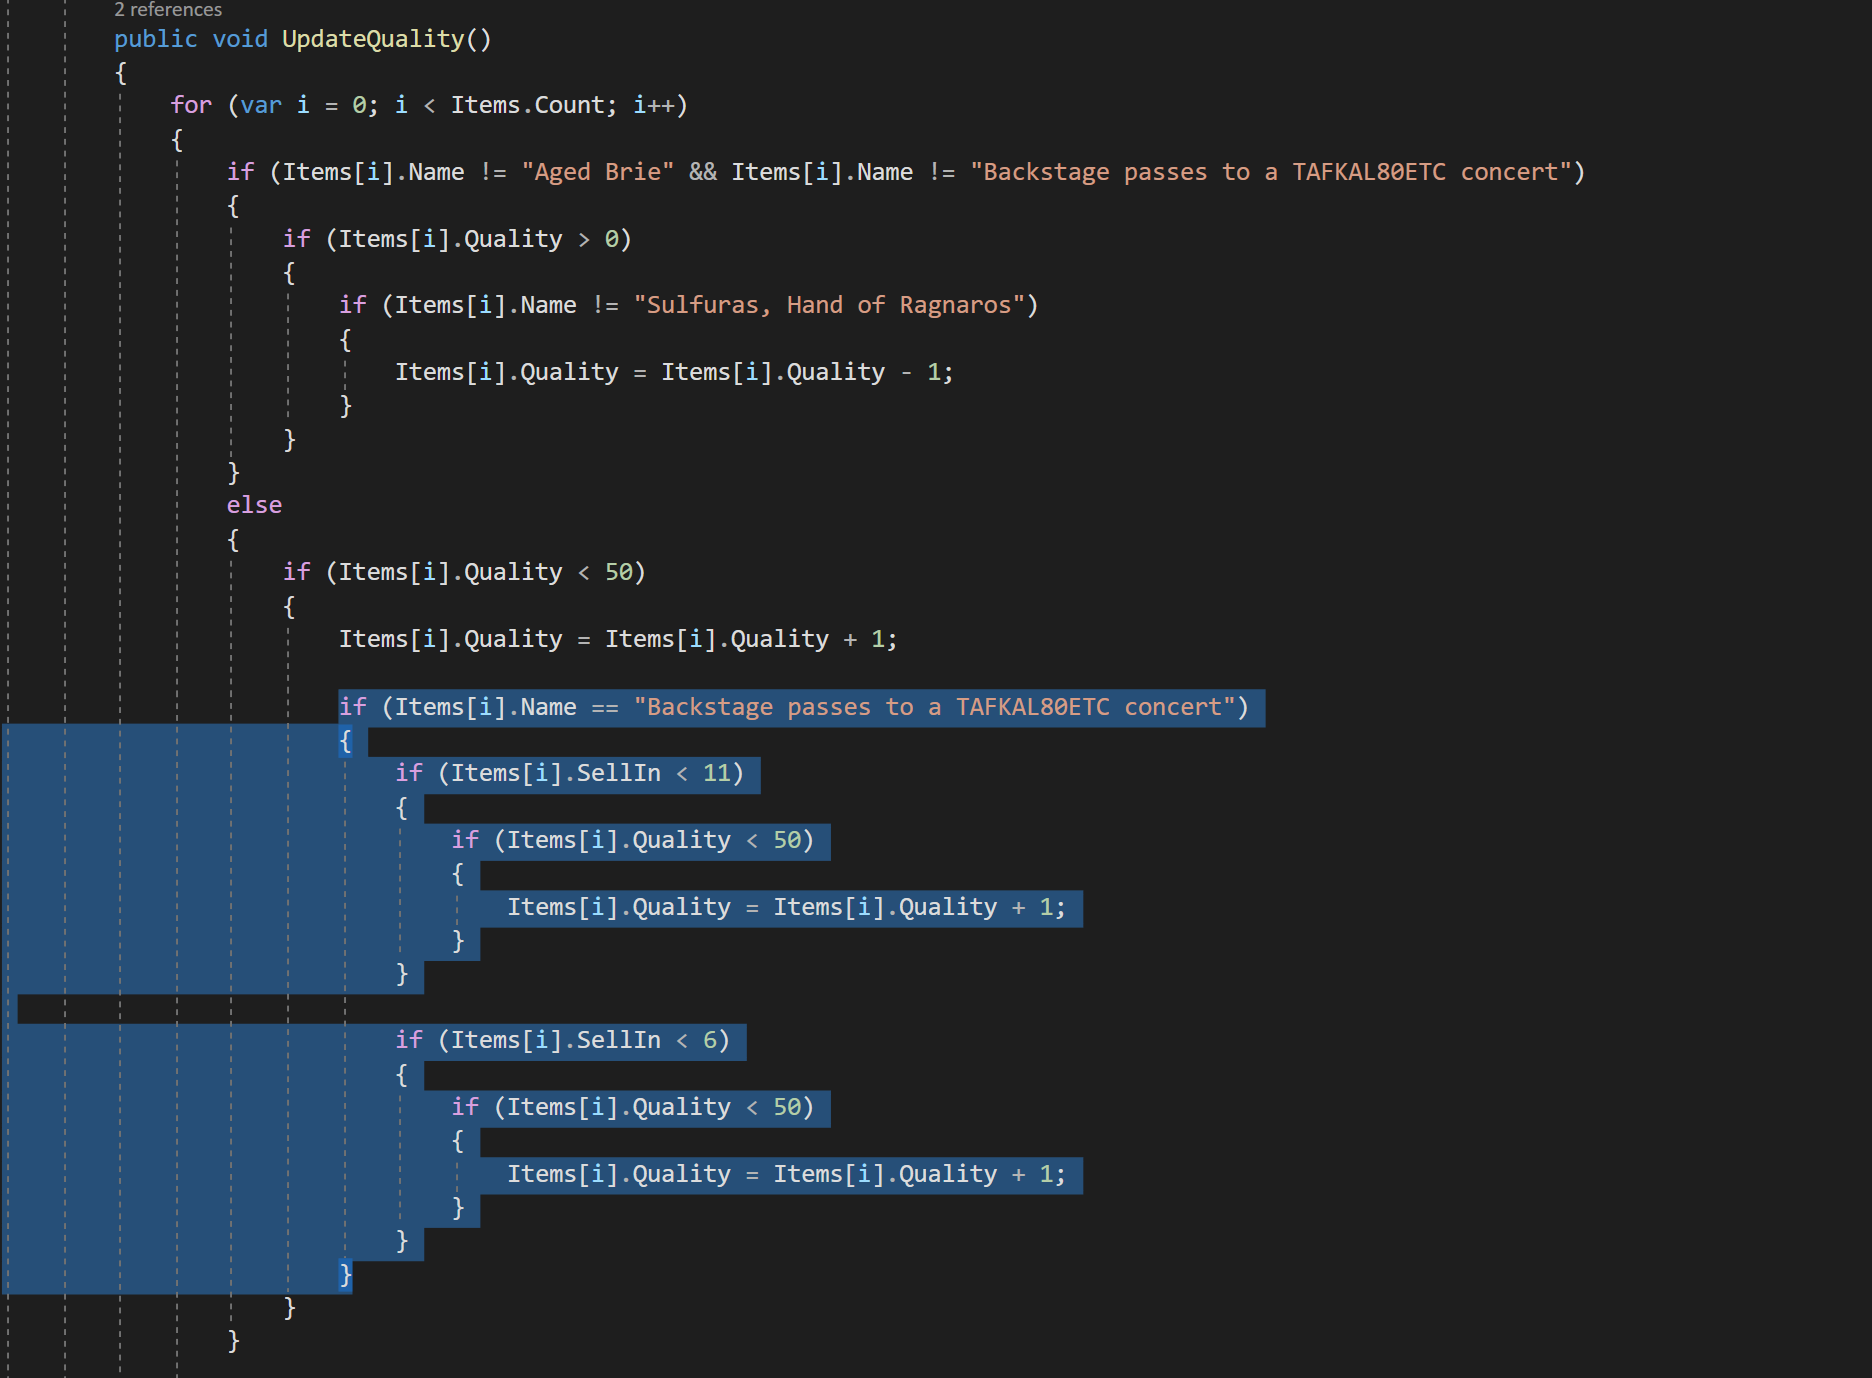 2 references
public void UpdateQuality()
{
for (var i = 0; i < Items.Count; i++)
{
if (Items[i].Name != "Aged Brie" && Items[i].Name != "Backstage passes to a TAFKAL80ETC concert")
{
if (Items[i].Quality > 0)
{
if (Items[i].Name != "Sulfuras, Hand of Ragnaros")
{
Items[i].Quality = Items[i].Quality - 1;
}
}
}
else
{
if (Items[i].Quality < 50)
{
Items[i].Quality = Items[i].Quality + 1;
if (Items[i].Name == "Backstage passes to a TAFKAL80ETC concert")
{
if (Items[i].SellIn < 11)
{
if (Items[i].Quality < 50)
{
Items[i].Quality = Items[i].Quality + 1;
}
}
if (Items[i].SellIn < 6)
{
if (Items[i].Quality < 50)
{
Items[i].Quality = Items[i].Quality + 1;
}
}
}
}
}